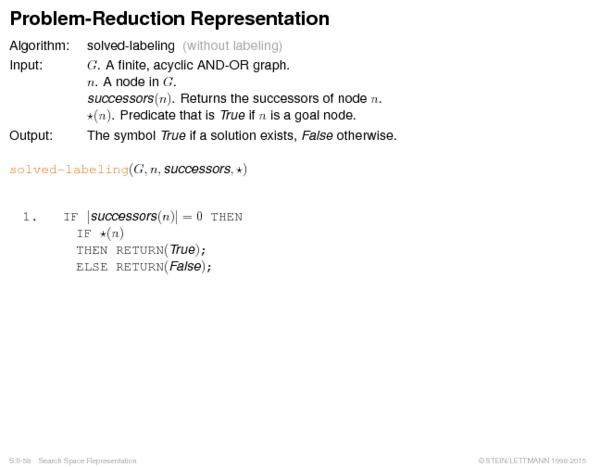 Problem-Reduction Representation
Algorithm: solved-labeling (without labeling)
Input: G. A finite, acyclic AND-OR graph.
n. A node in G.
successors(n). Returns the successors of node n.
⋆(n). Predicate that is True if n is a goal node.
Output: The symbol True if a solution exists, False otherwise.
solved-labeling(G, n, successors, ⋆)
1. IF |successors(n)| = 0 THEN
IF ⋆(n)
THEN RETURN(True);
ELSE RETURN(False);
S:II-58 Search Space Representation ©STEIN/LETTMANN 1998-2015